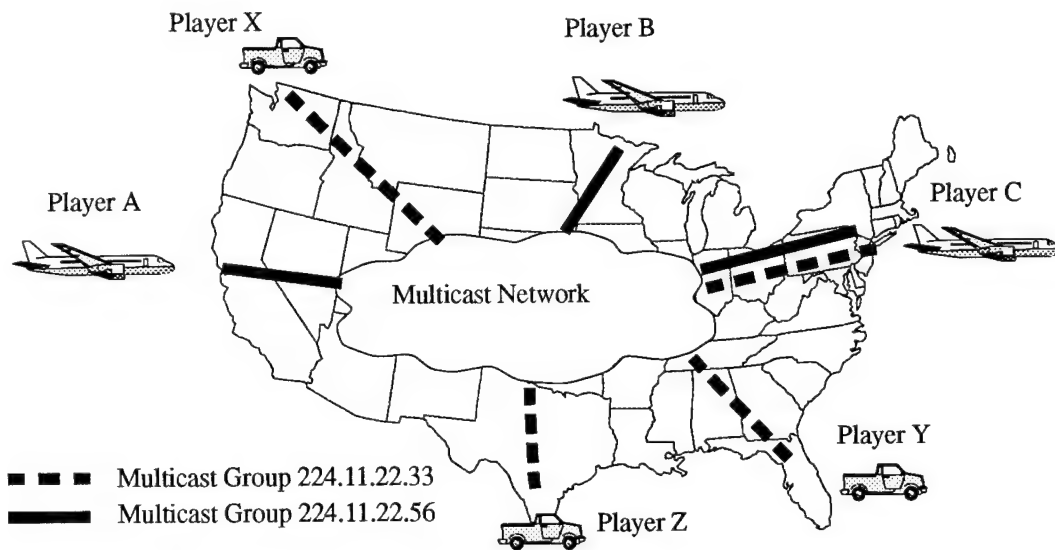 Player X
Player B
Player A
Player C
Multicast Network
Player Y
Multicast Group 224.11.22.33
Multicast Group 224.11.22.56
Player Z